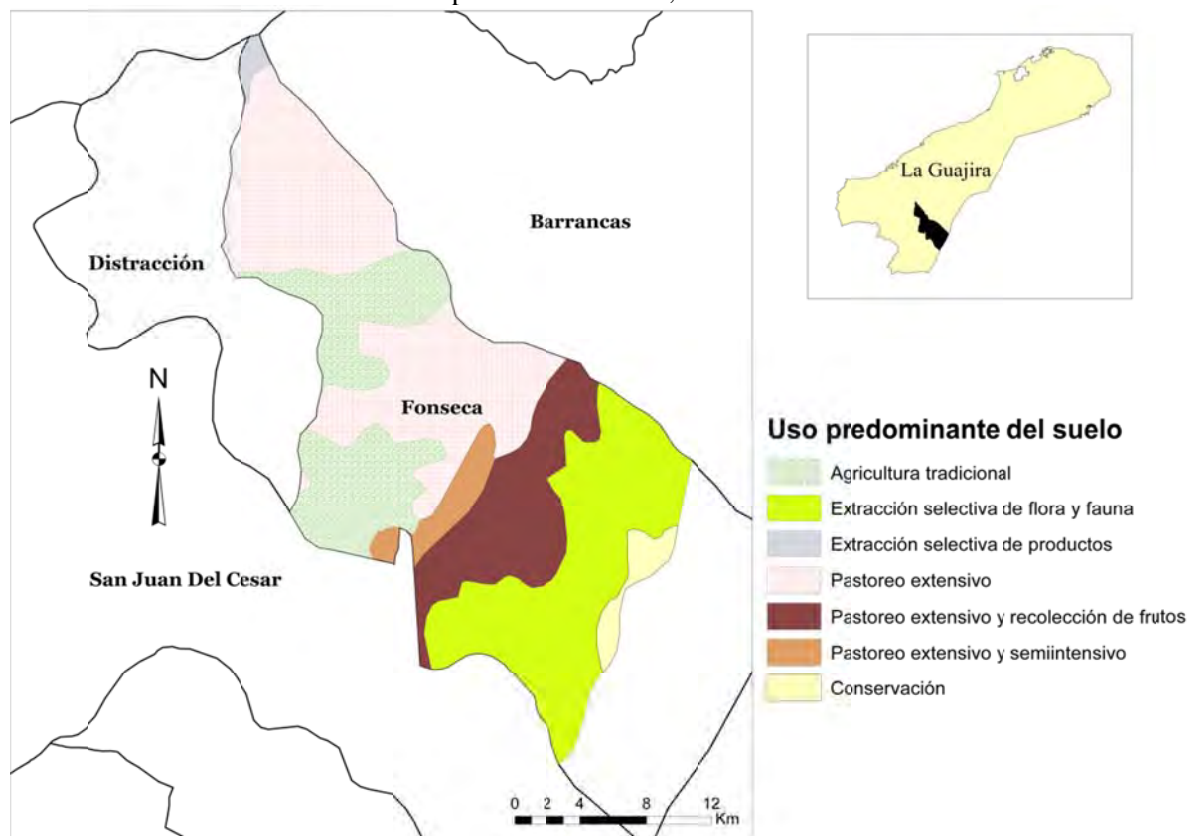 La Guajira
Barrancas
Distracción
N
Fonseca
San Juan Del Cesar
0 2 4 8 12
Km
Uso predominante del suelo
Agricultura tradicional
Extracción selectiva de flora y fauna
Extracción selectiva de productos
Pastoreo extensivo
Pastoreo extensivo y recolección de frutos
Pastoreo extensivo y semiintensivo
Conservación